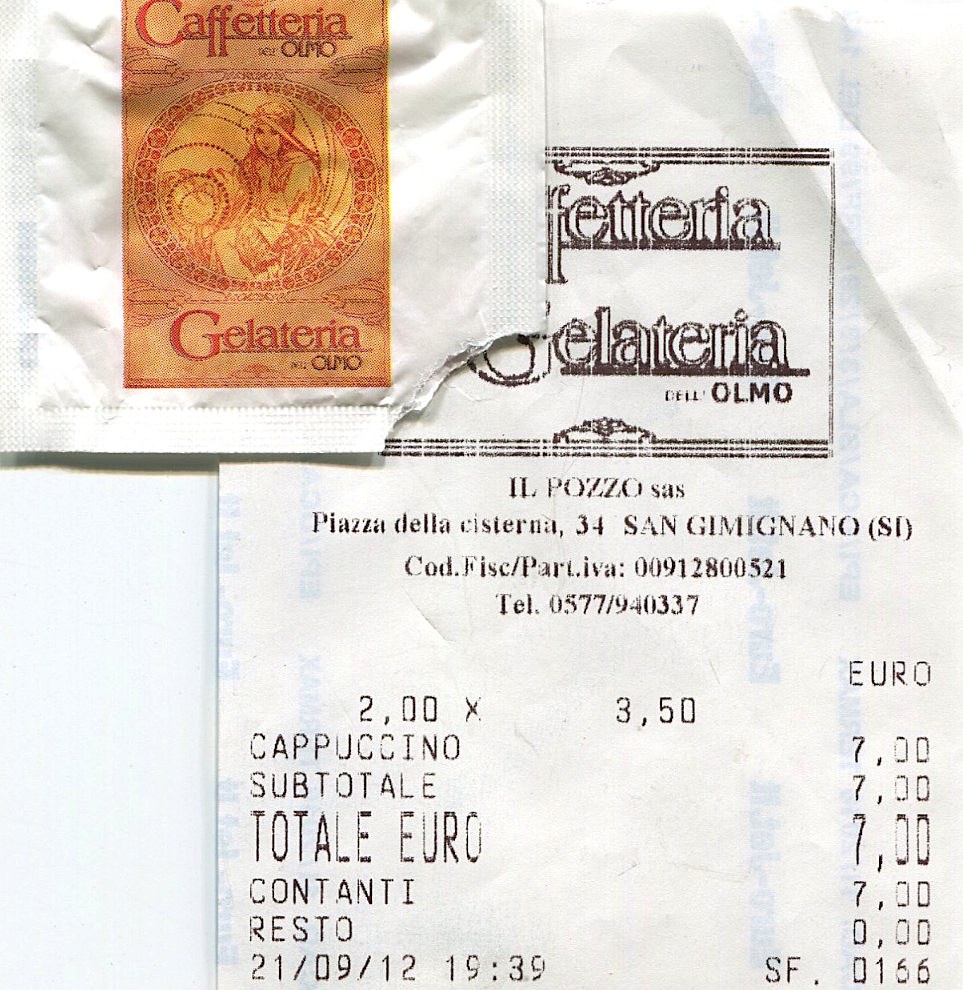 Caffetteria
DELL' OLMO
Gelateria
DELL' OLMO
ffetteria
Gelateria
DELL' OLMO
IL POZZO sas
Piazza della cisterna, 34 SAN GIMIGNANO (SI)
Cod.Fisc/Part.iva: 00912800521
Tel. 0577/940337
EURO
2,00 X 3,50
CAPPUCCINO 7,00
SUBTOTALE 7,00
TOTALE EURO 7,00
CONTANTI 7,00
RESTO 0,00
21/09/12 19:39 SF. 0166